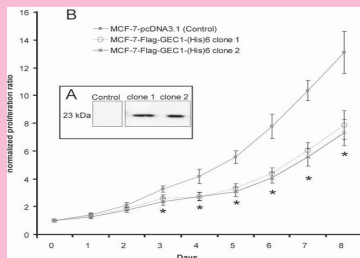 B
MCF-7-pcDNA3.1 (Control)
MCF-7-Flag-GEC1-(His)6 clone 1
MCF-7-Flag-GEC1-(His)6 clone 2
A
Control clone 1 clone 2
23 kDa
normalized proliferation ratio
16
14
12
10
8
6
4
2
0
* * * * * *
0 1 2 3 4 5 6 7 8
Days